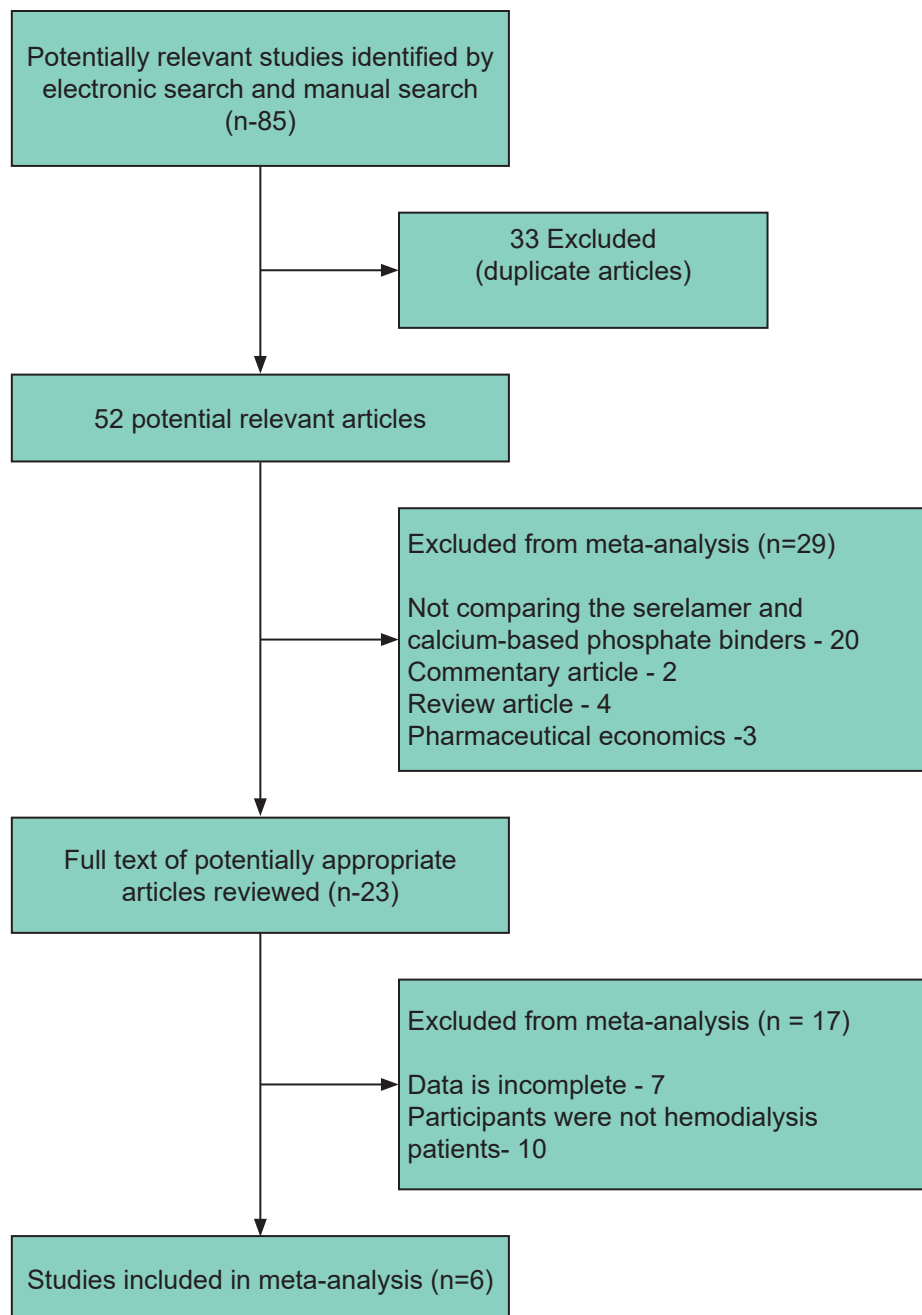 Potentially relevant studies identified by
electronic search and manual search
(n-85)
33 Excluded
(duplicate articles)
52 potential relevant articles
Excluded from meta-analysis (n=29)
Not comparing the serelamer and
calcium-based phosphate binders - 20
Commentary article - 2
Review article - 4
Pharmaceutical economics -3
Full text of potentially appropriate
articles reviewed (n-23)
Excluded from meta-analysis (n = 17)
Data is incomplete - 7
Participants were not hemodialysis
patients- 10
Studies included in meta-analysis (n=6)